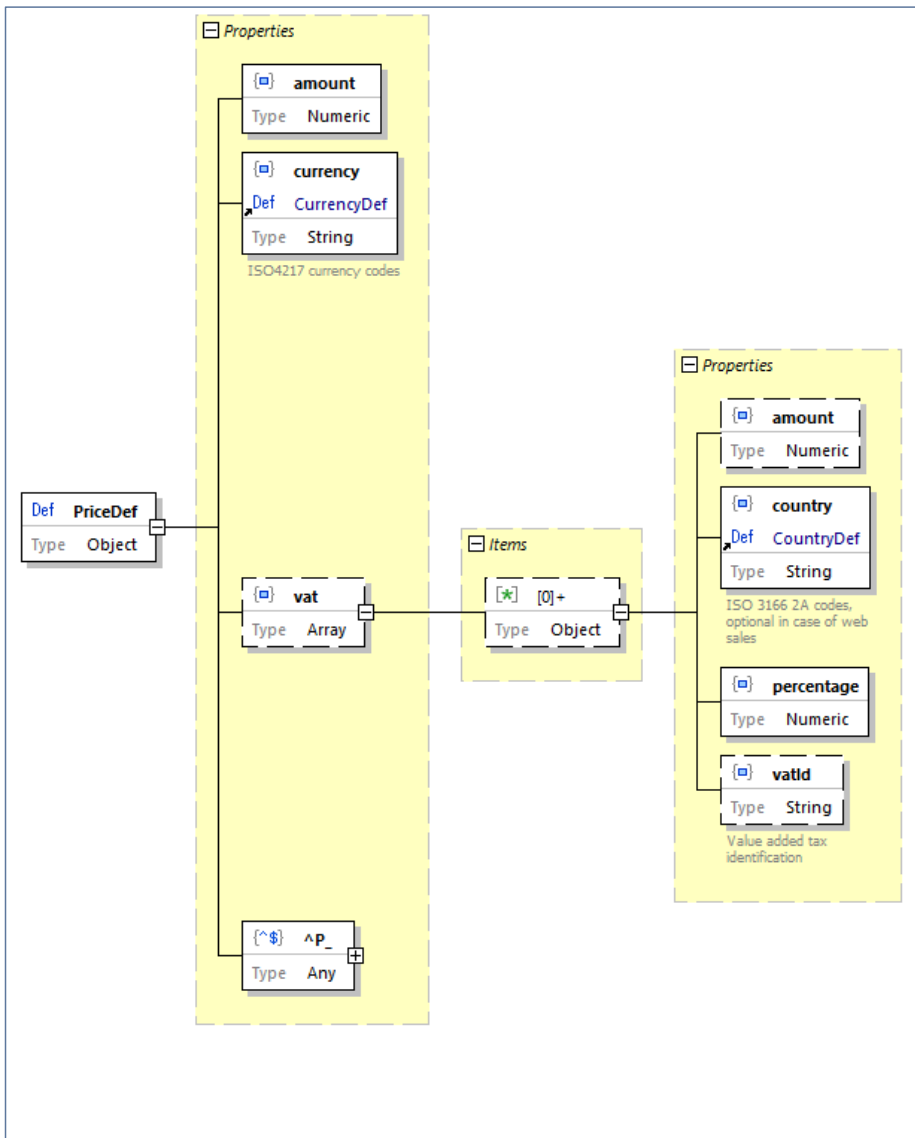 Properties
{} amount
Type Numeric
{} currency
Def CurrencyDef
Type String
ISO4217 currency codes
Def PriceDef
Type Object
{} vat
Type Array
Items
[*] [0]+
Type Object
Properties
{} amount
Type Numeric
{} country
Def CountryDef
Type String
ISO 3166 2A codes,
optional in case of web
sales
{} percentage
Type Numeric
{} vatId
Type String
Value added tax
identification
{^$} ^P_
Type Any